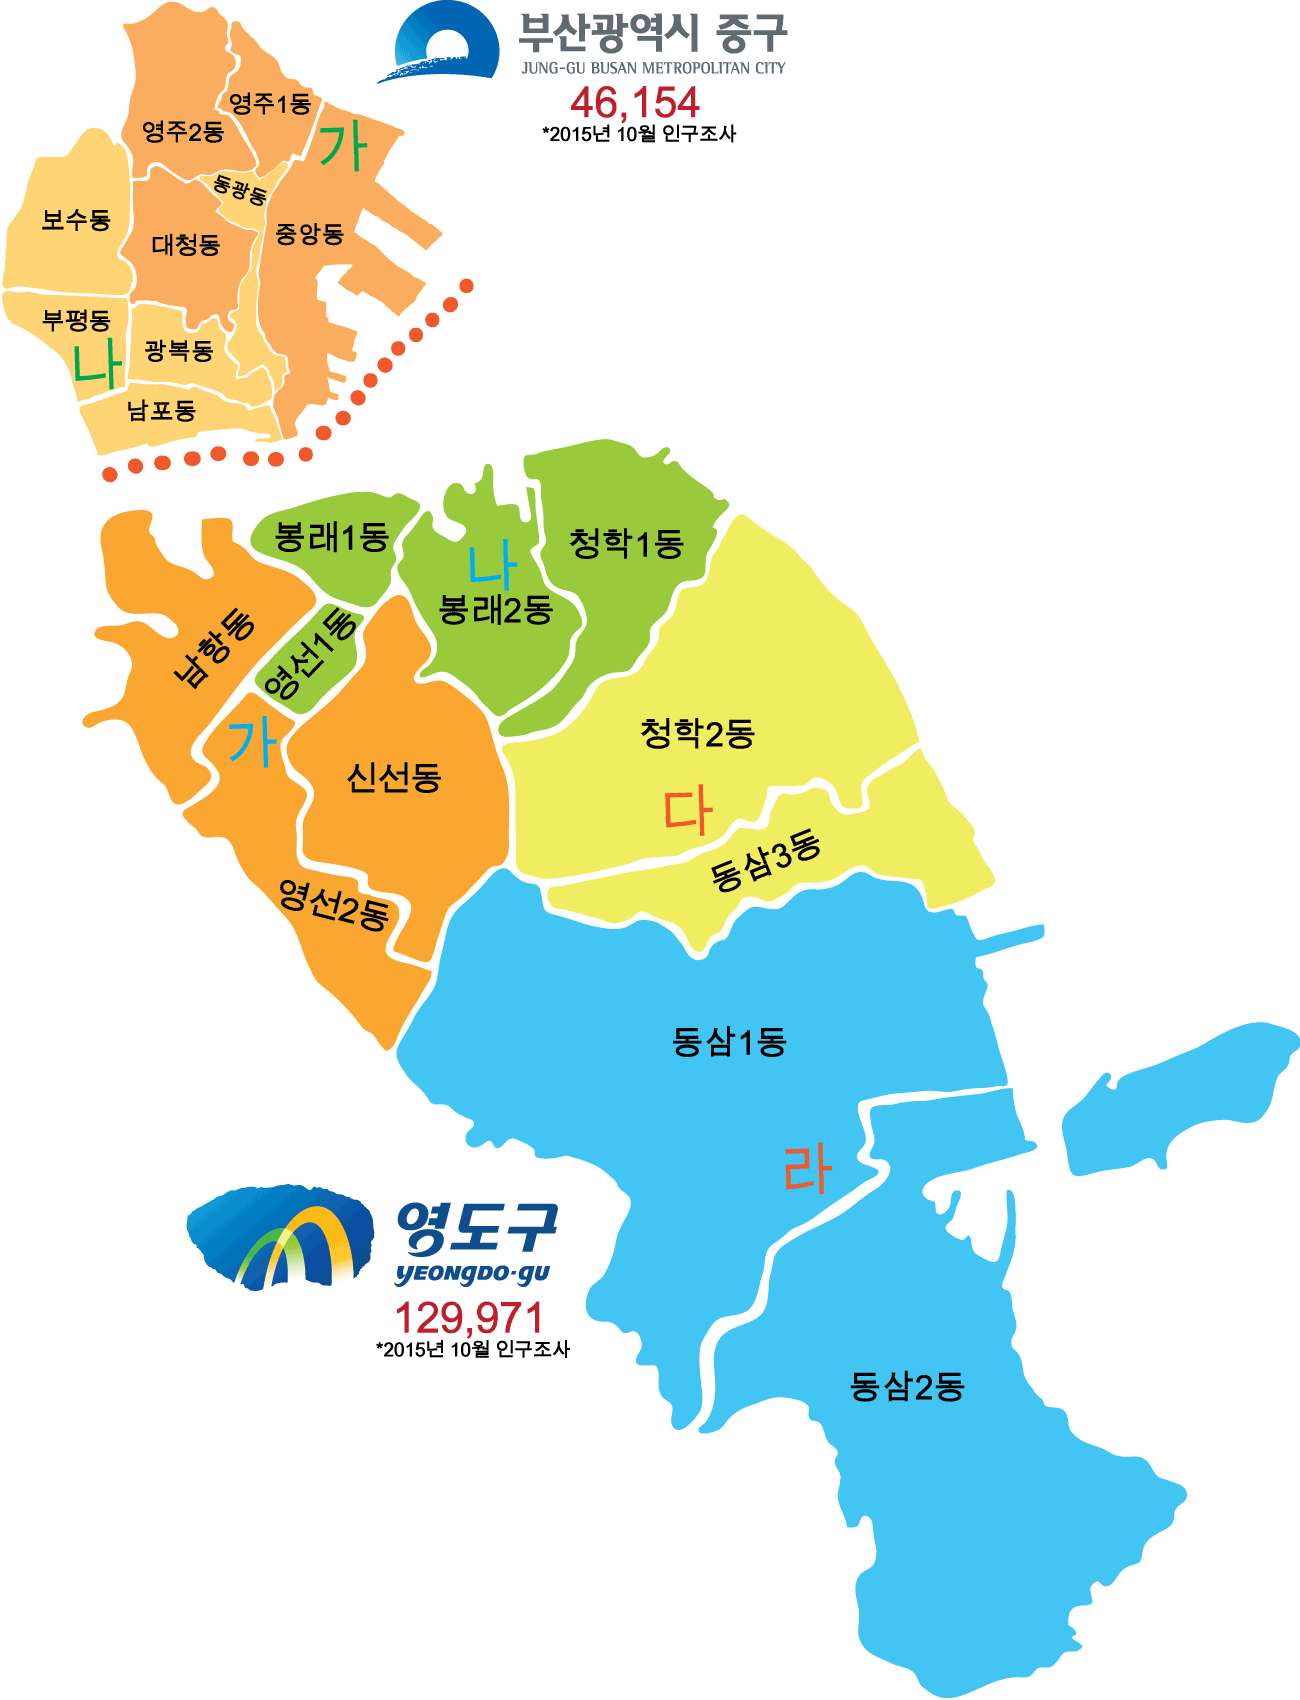 부산광역시 중구
JUNG-GU BUSAN METROPOLITAN CITY
46,154
*2015년 10월 인구조사
영주1동
영주2동
가
동광동
보수동
대청동
중앙동
부평동
나
광복동
남포동
봉래1동
청학1동
나
봉래2동
남항동
영선1동
가
청학2동
신선동
다
동삼3동
영선2동
동삼1동
라
영도구
YEONGDO-GU
129,971
*2015년 10월 인구조사
동삼2동